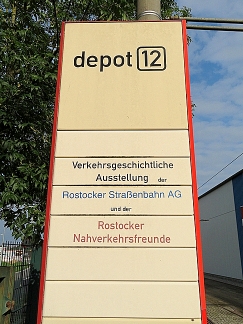 depot 12
Verkehrsgeschichtliche
Ausstellung der
Rostocker Straßenbahn AG
und der
Rostocker
Nahverkehrsfreunde